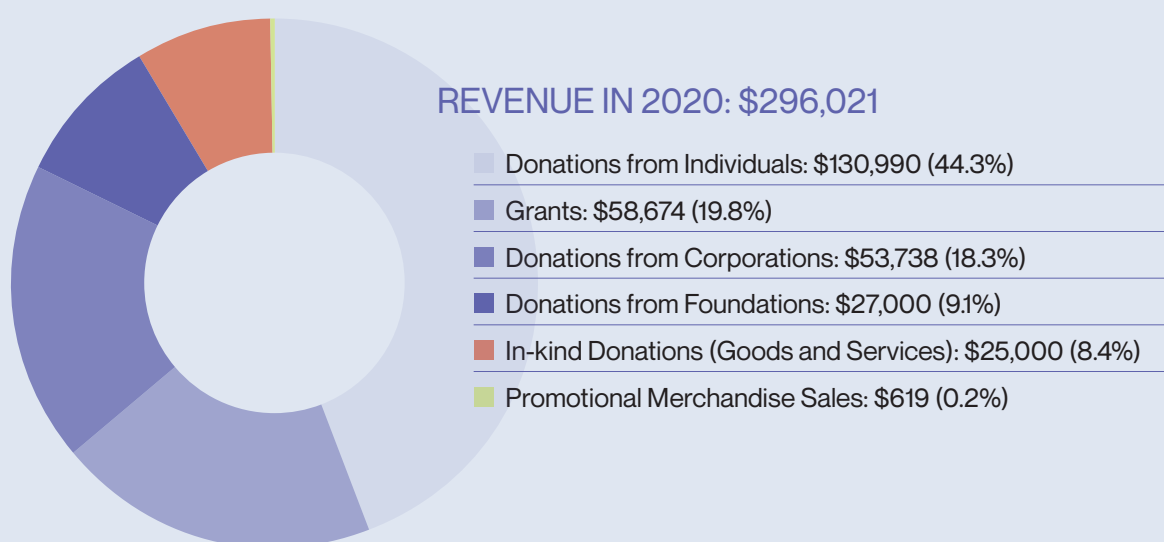 REVENUE IN 2020: $296,021
Donations from Individuals: $130,990 (44.3%)
Grants: $58,674 (19.8%)
Donations from Corporations: $53,738 (18.3%)
Donations from Foundations: $27,000 (9.1%)
In-kind Donations (Goods and Services): $25,000 (8.4%)
Promotional Merchandise Sales: $619 (0.2%)